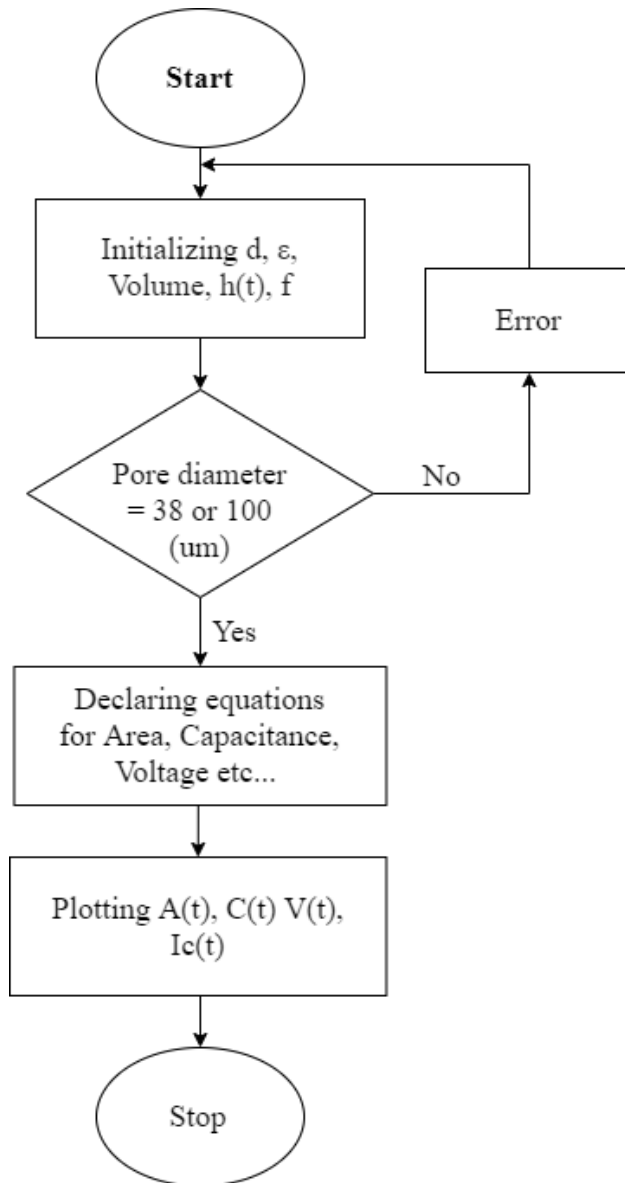 Start
Initializing d, ε,
Volume, h(t), f
Error
Pore diameter
= 38 or 100
(um)
No
Yes
Declaring equations
for Area, Capacitance,
Voltage etc...
Plotting A(t), C(t) V(t),
Ic(t)
Stop